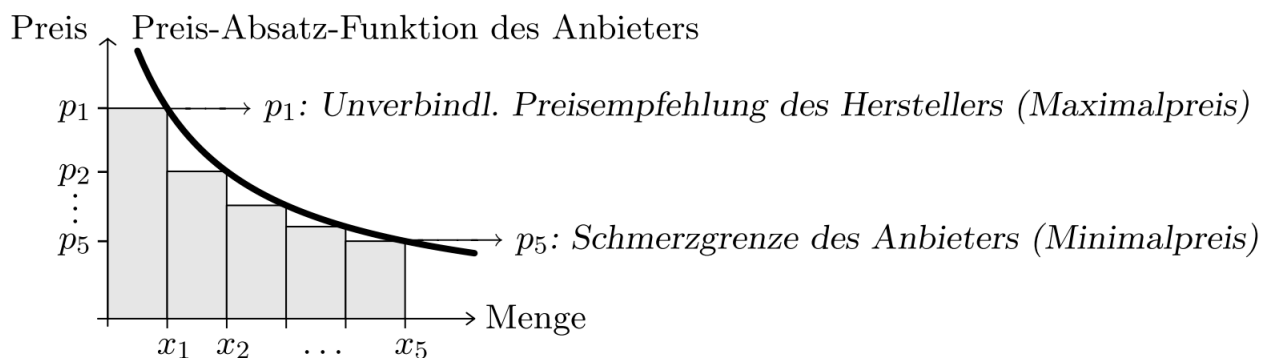 Preis
Preis-Absatz-Funktion des Anbieters
p₁
p₁: Unverbindl. Preisempfehlung des Herstellers (Maximalpreis)
p₂
⋮
p₅
p₅: Schmerzgrenze des Anbieters (Minimalpreis)
Menge
x₁ x₂ … x₅